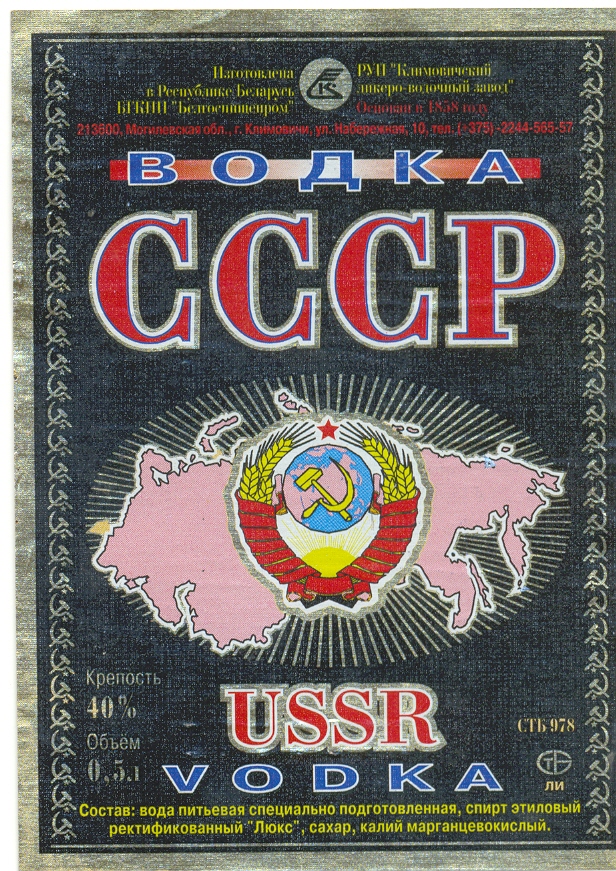 Изготовлена
в Республике Беларусь
БГКПП "Белгоспищепром"
РУП "Климовичский
ликеро-водочный завод"
Основан в 1858 году
213600, Могилевская обл., г. Климовичи, ул. Набережная, 10, тел. (+375)-2244-565-57
ВОДКА
СССР
Крепость
40%
Объем
0,5л
USSR
VODKA
СТБ 978
ЛИ
Состав: вода питьевая специально подготовленная, спирт этиловый
ректификованный "Люкс", сахар, калий марганцевокислый.